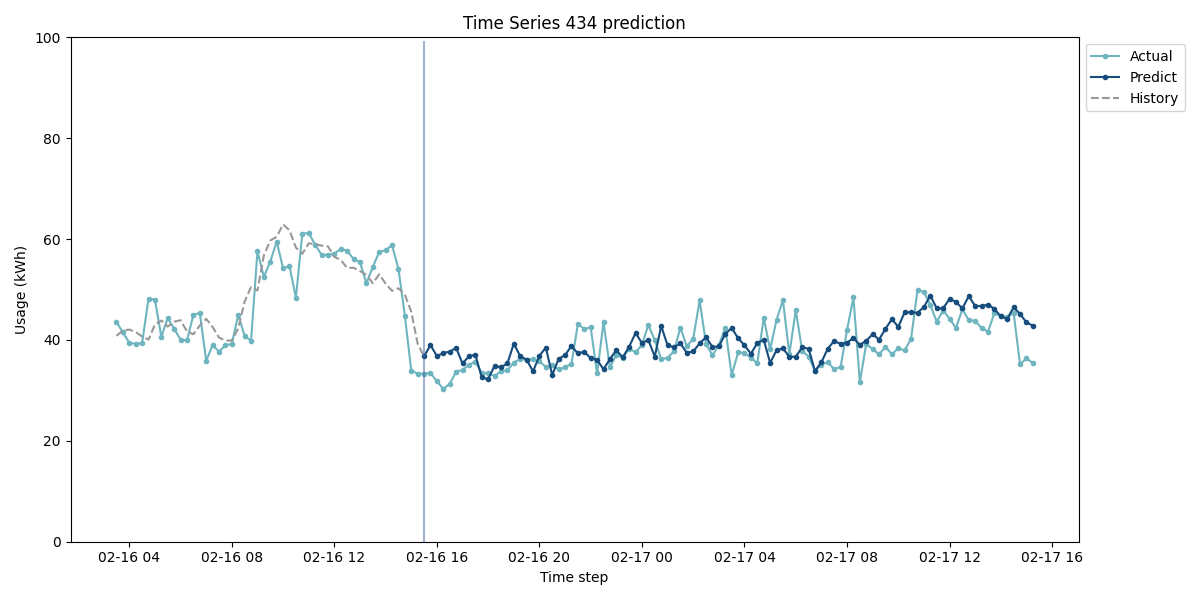 Time Series 434 prediction
100
80
60
40
20
0
Usage (kWh)
02-16 04
02-16 08
02-16 12
02-16 16
02-16 20
02-17 00
02-17 04
02-17 08
02-17 12
02-17 16
Time step
Actual
Predict
History